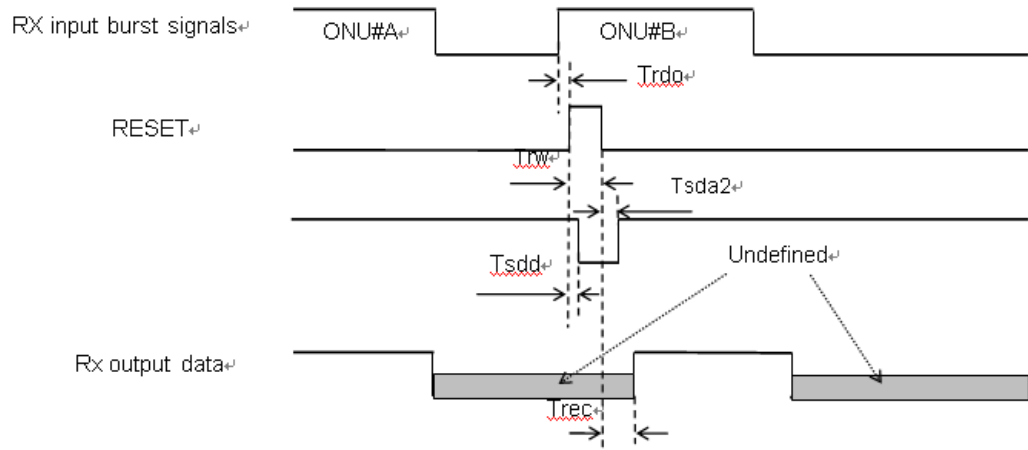 RX input burst signals↵
ONU#A↵
ONU#B↵
Trdo↵
RESET↵
Trw↵
Tsda2↵
Tsdd↵
Undefined↵
Rx output data↵
Trec↵